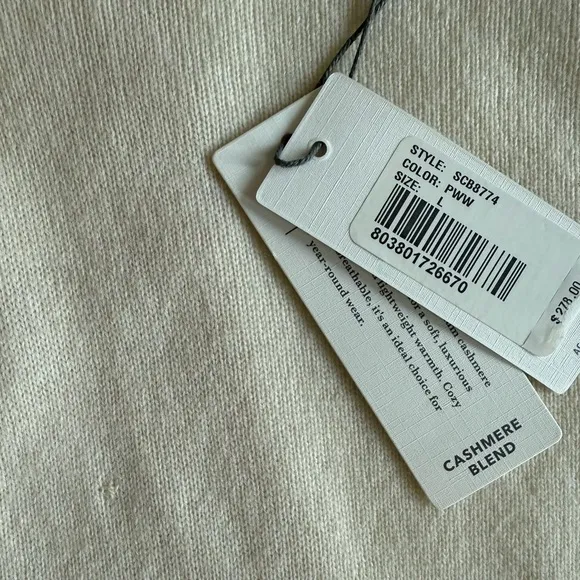 STYLE: SCB8774
COLOR: PWW
SIZE: L
803801726670
$278.00
cashmere
a soft, luxurious
lightweight warmth. Cozy
breathable, it's an ideal choice for
year-round wear.
CASHMERE
BLEND